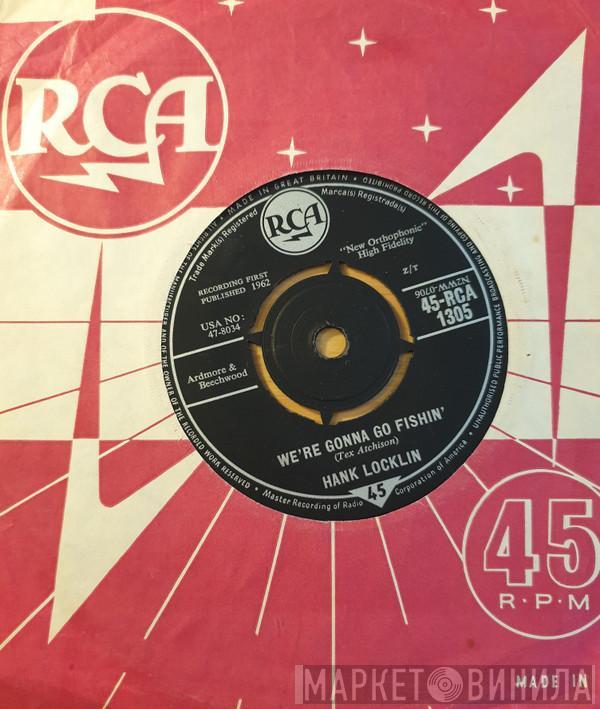 RCA
ALL RIGHTS OF THE MANUFACTURER AND OF THE OWNER OF THE RECORDED WORK RESERVED • MADE IN GREAT BRITAIN • UNAUTHORISED PUBLIC PERFORMANCE BROADCASTING AND COPYING OF THIS RECORD PROHIBITED
Trade Mark(s) Registered
RCA
Marca(s) Registrada(s)
"New Orthophonic"
High Fidelity
RECORDING FIRST
PUBLISHED 1962
Z/T
N2WW-0706
USA NO:
47-8034
45-RCA
1305
Ardmore &
Beechwood
WE'RE GONNA GO FISHIN'
(Tex Atchison)
HANK LOCKLIN
45
• Master Recording of Radio Corporation of America •
45
R·P·M
MADE IN
МАРКЕТ ВИНИЛА